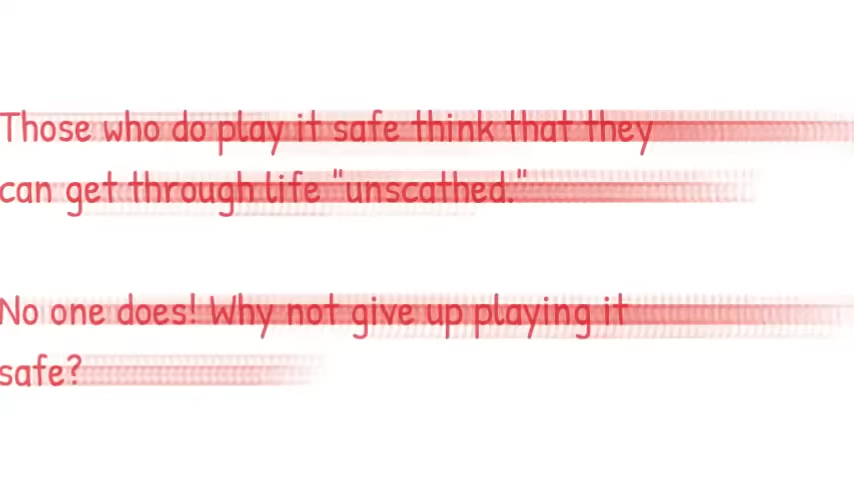 Those who do play it safe think that they
can get through life "unscathed."
No one does! Why not give up playing it
safe?